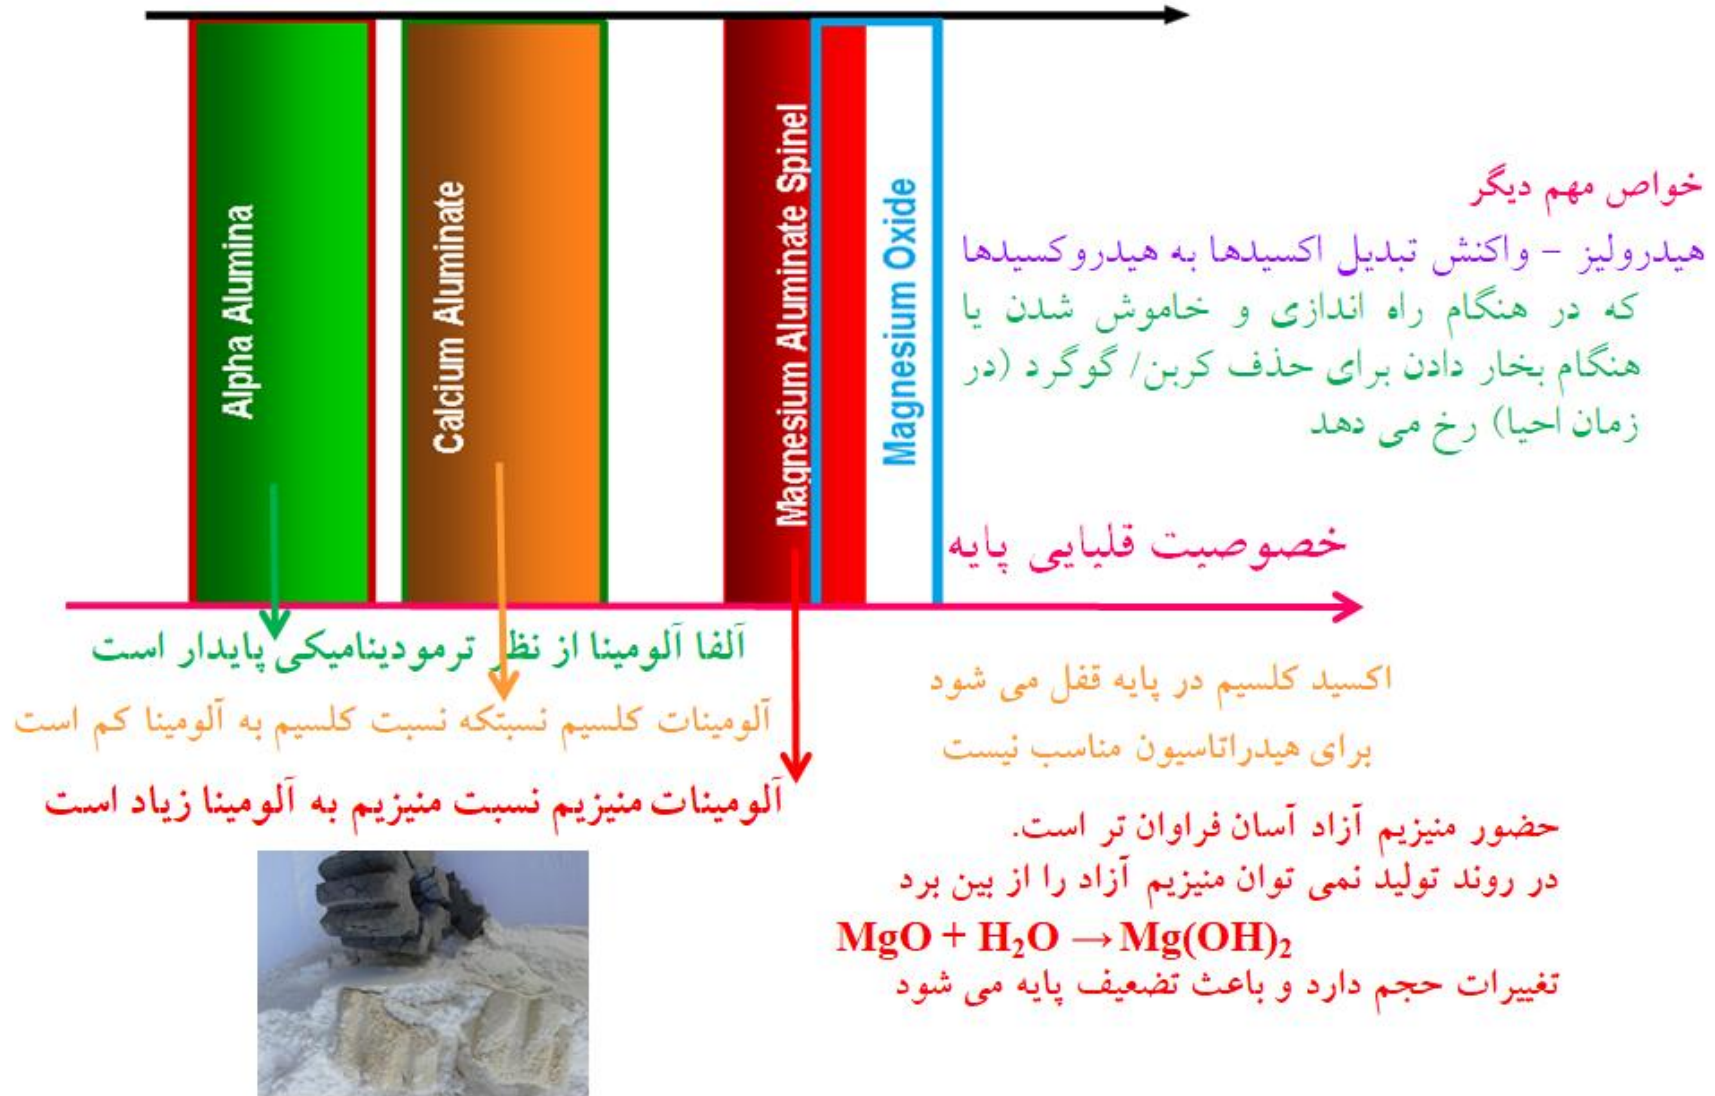 Alpha Alumina
Calcium Aluminate
Magnesium Aluminate Spinel
Magnesium Oxide
خواص مهم دیگر
هیدرولیز - واکنش تبدیل اکسیدها به هیدروکسیدها
که در هنگام راه اندازی و خاموش شدن یا
هنگام بخار دادن برای حذف کربن/ گوگرد (در
زمان احیا) رخ می دهد
خصوصیت قلیایی پایه
آلفا آلومینا از نظر ترمودینامیکی پایدار است
آلومینات کلسیم نسبتکه نسبت کلسیم به آلومینا کم است
آلومینات منیزیم نسبت منیزیم به آلومینا زیاد است
اکسید کلسیم در پایه قفل می شود
برای هیدراتاسیون مناسب نیست
حضور منیزیم آزاد آسان فراوان تر است.
در روند تولید نمی توان منیزیم آزاد را از بین برد
MgO + H₂O → Mg(OH)₂
تغییرات حجم دارد و باعث تضعیف پایه می شود